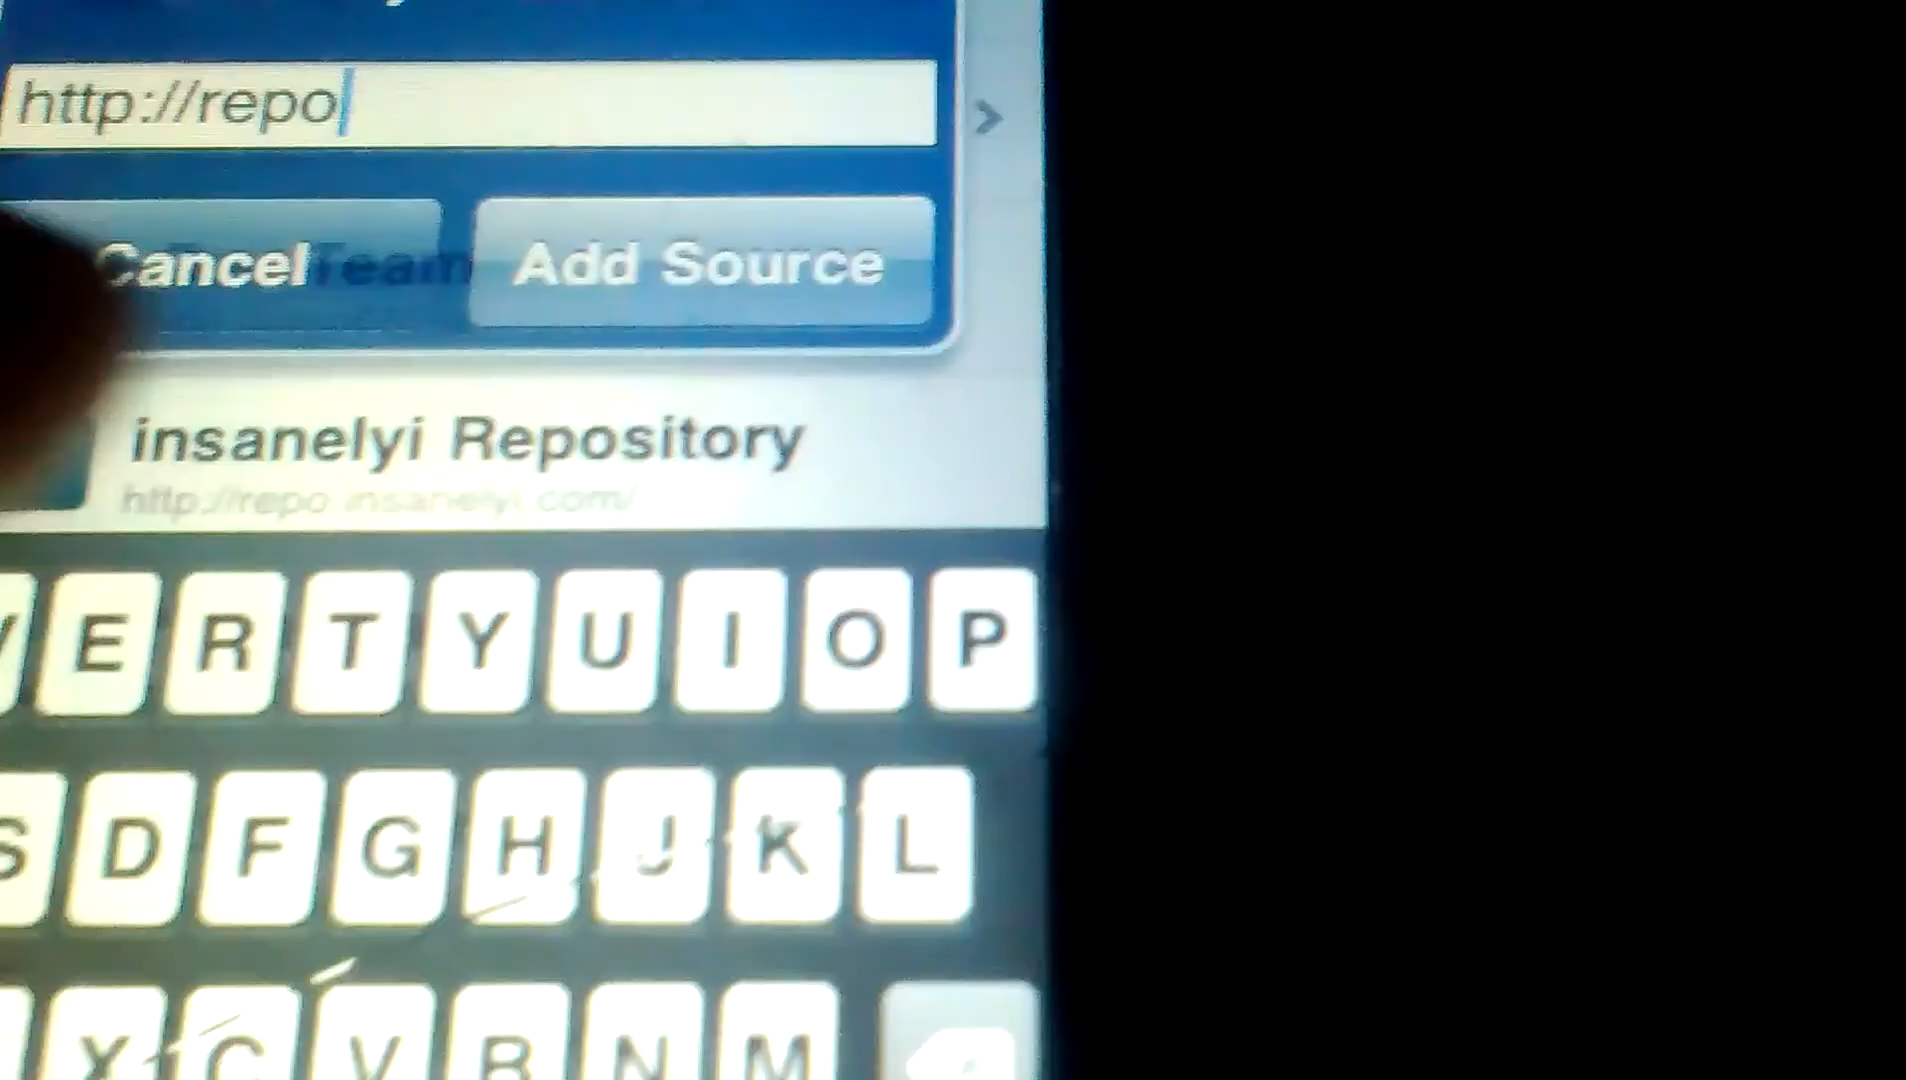 http://repo
Cancel Team Add Source
insanelyi Repository
http://repo.insanelyi.com/
E R T Y U I O P
S D F G H J K L
X C V B N M